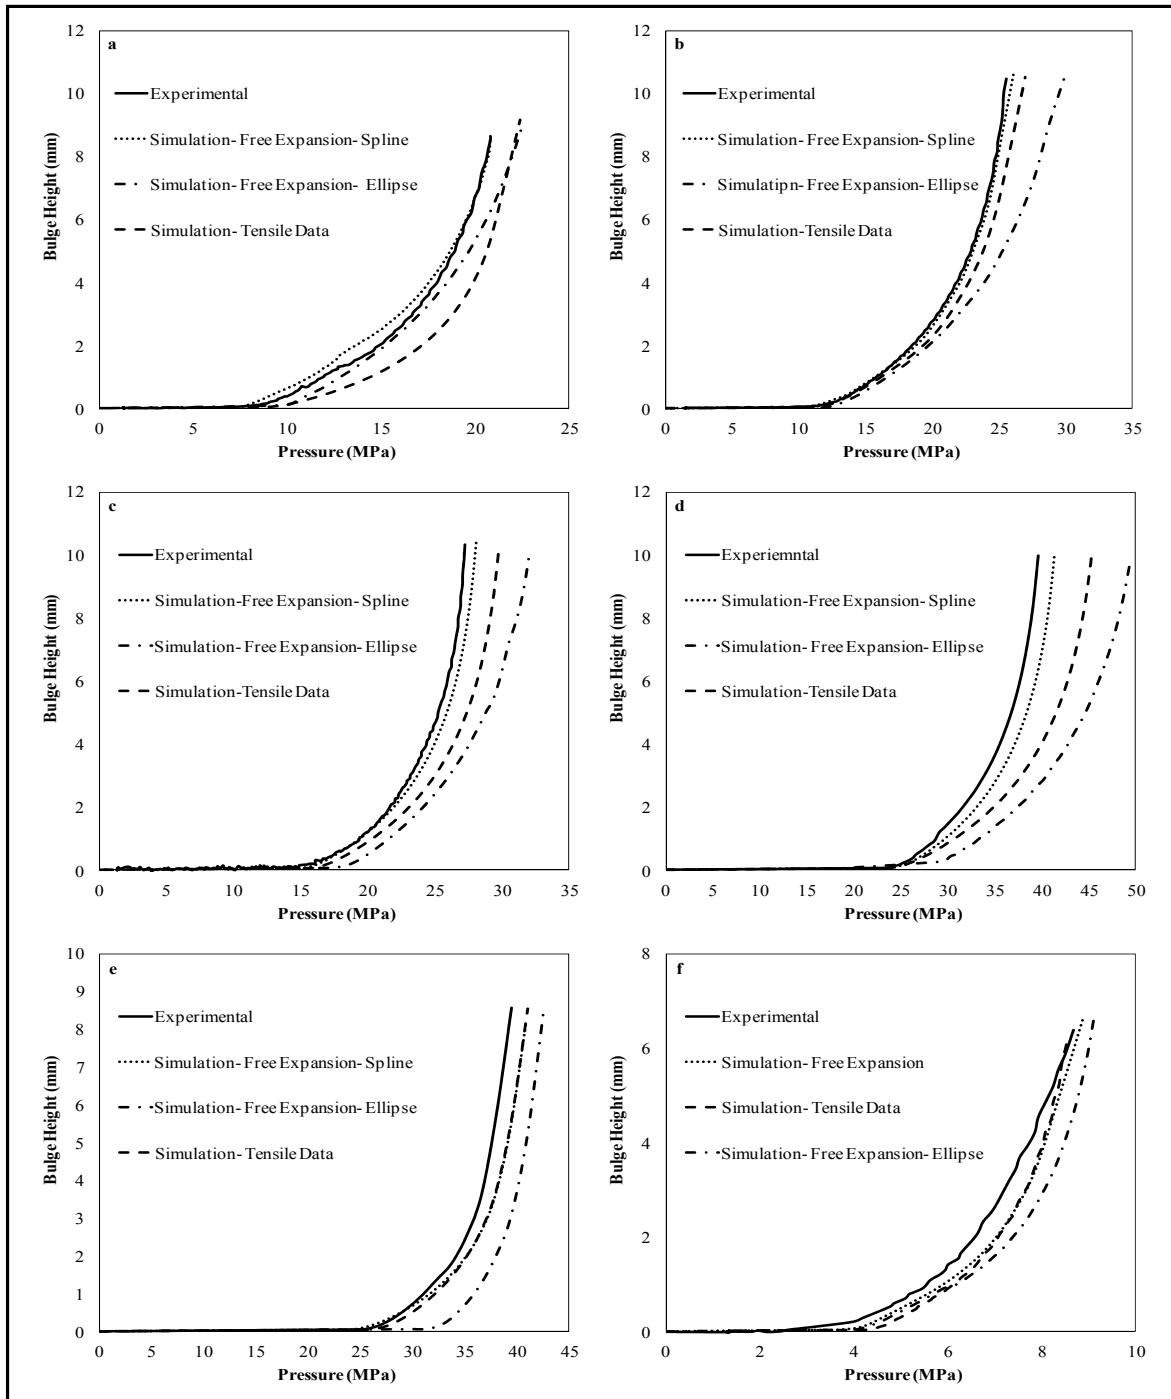 a
12
10
8
6
4
2
0
Bulge Height (mm)
Experimental
Simulation-Free Expansion-Spline
Simulation-Free Expansion- Ellipse
Simulation-Tensile Data
0 5 10 15 20 25
Pressure (MPa)
b
12
10
8
6
4
2
0
Bulge Height (mm)
Experimental
Simulation-Free Expansion-Spline
Simulatipn-Free Expansion-Ellipse
Simulation-Tensile Data
0 5 10 15 20 25 30 35
Pressure (MPa)
c
12
10
8
6
4
2
0
Bulge Height (mm)
Experimental
Simulation-Free Expansion-Spline
Simulation-Free Expansion-Ellipse
Simulation-Tensile Data
0 5 10 15 20 25 30 35
Pressure (MPa)
d
12
10
8
6
4
2
0
Bulge Height (mm)
Experiemntal
Simulation-Free Expansion-Spline
Simulation-Free Expansion-Ellipse
Simulation-Tensile Data
0 5 10 15 20 25 30 35 40 45 50
Pressure (MPa)
e
10
9
8
7
6
5
4
3
2
1
0
Bulge Height (mm)
Experimental
Simulation-Free Expansion-Spline
Simulation-Free Expansion-Ellipse
Simulation-Tensile Data
0 5 10 15 20 25 30 35 40 45
Pressure (MPa)
f
8
6
4
2
0
Bulge Height (mm)
Experimental
Simulation-Free Expansion
Simulation-Tensile Data
Simulation-Free Expansion-Ellipse
0 2 4 6 8 10
Pressure (MPa)